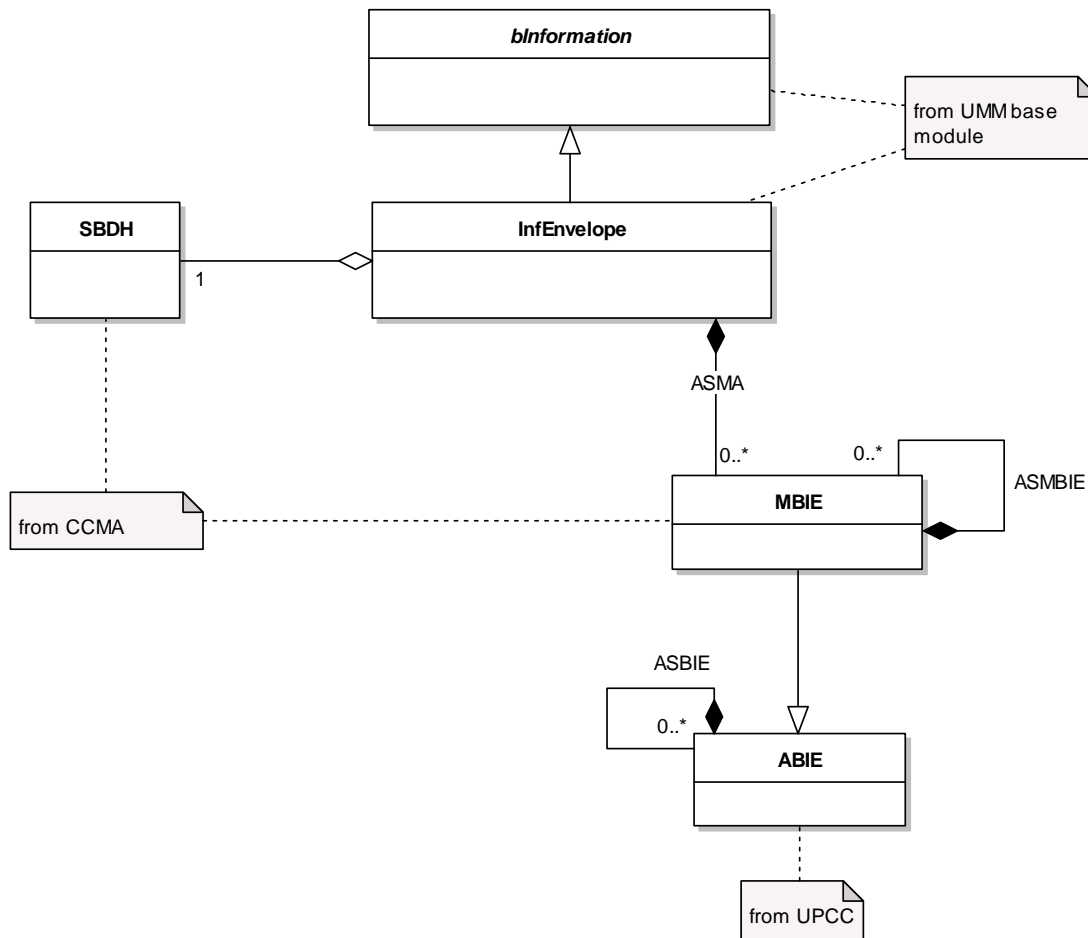 bInformation
from UMM base
module
SBDH
InfEnvelope
1
ASMA
0..*
0..*
ASMBIE
MBIE
from CCMA
ASBIE
0..*
ABIE
from UPCC